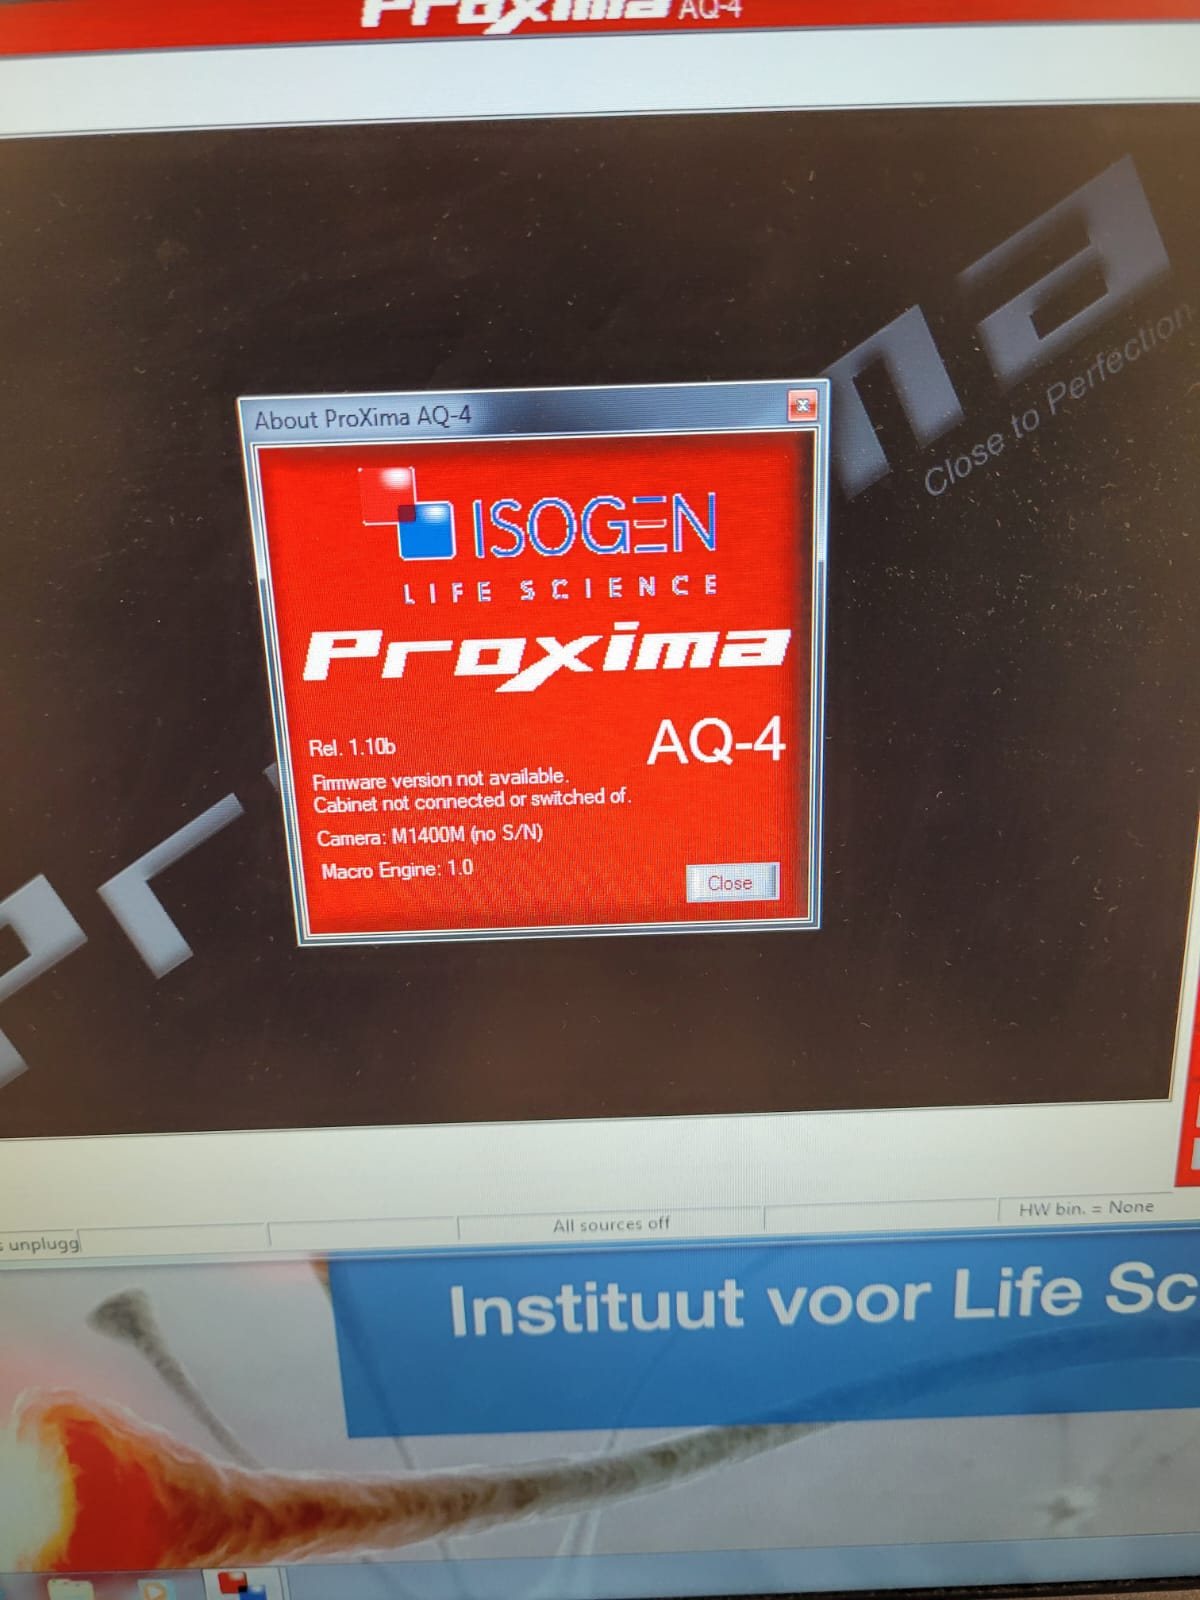 Proxima AQ-4
Close to Perfection
About ProXima AQ-4
ISOGEN
LIFE SCIENCE
Proxima
AQ-4
Rel. 1.10b
Firmware version not available.
Cabinet not connected or switched of.
Camera: M1400M (no S/N)
Macro Engine: 1.0
Close
unplugg
All sources off
HW bin. = None
Instituut voor Life Sc